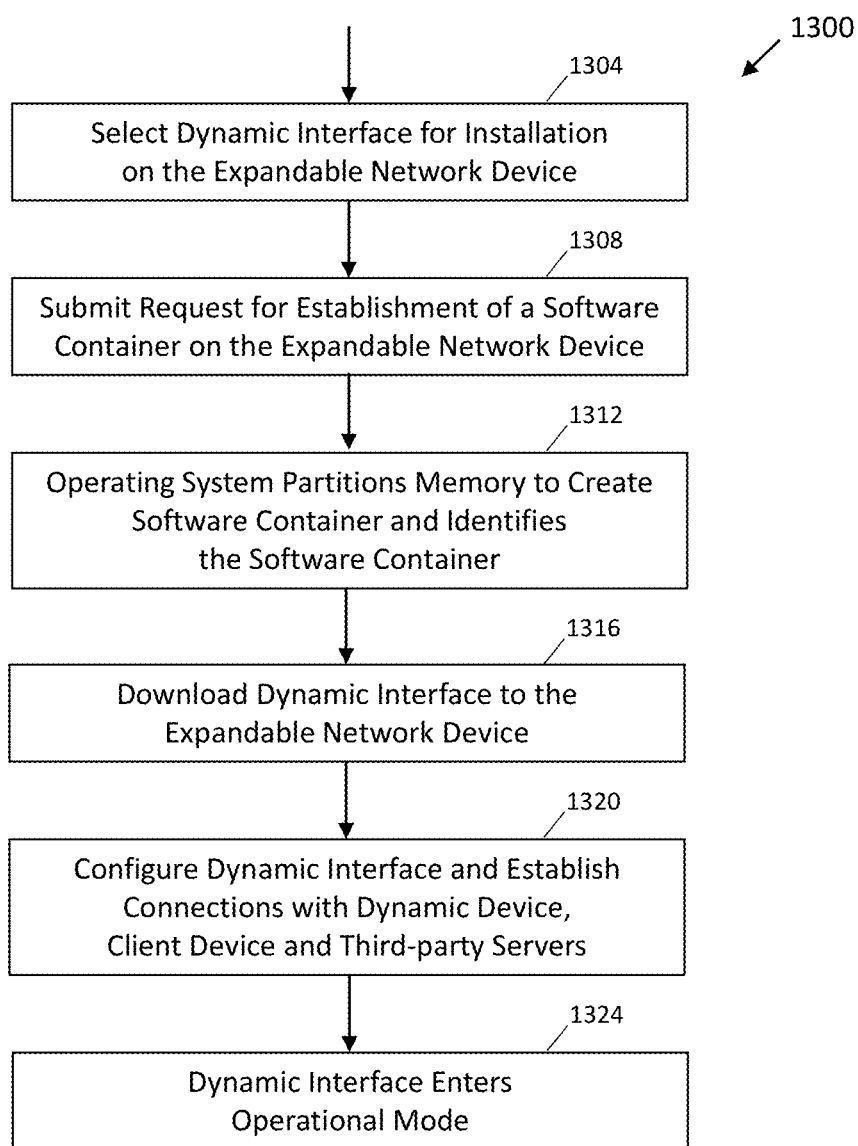 1300
1304
Select Dynamic Interface for Installation
on the Expandable Network Device
1308
Submit Request for Establishment of a Software
Container on the Expandable Network Device
1312
Operating System Partitions Memory to Create
Software Container and Identifies
the Software Container
1316
Download Dynamic Interface to the
Expandable Network Device
1320
Configure Dynamic Interface and Establish
Connections with Dynamic Device,
Client Device and Third-party Servers
1324
Dynamic Interface Enters
Operational Mode